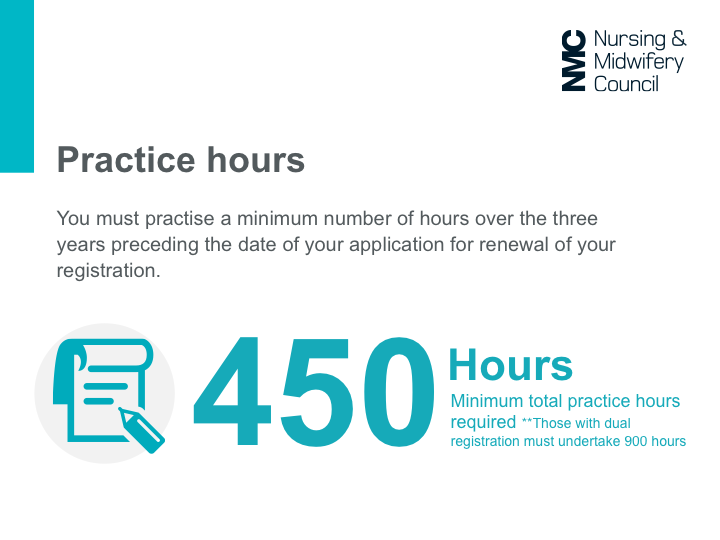 NMC
Nursing &
Midwifery
Council
Practice hours
You must practise a minimum number of hours over the three
years preceding the date of your application for renewal of your
registration.
450
Hours
Minimum total practice hours
required **Those with dual
registration must undertake 900 hours